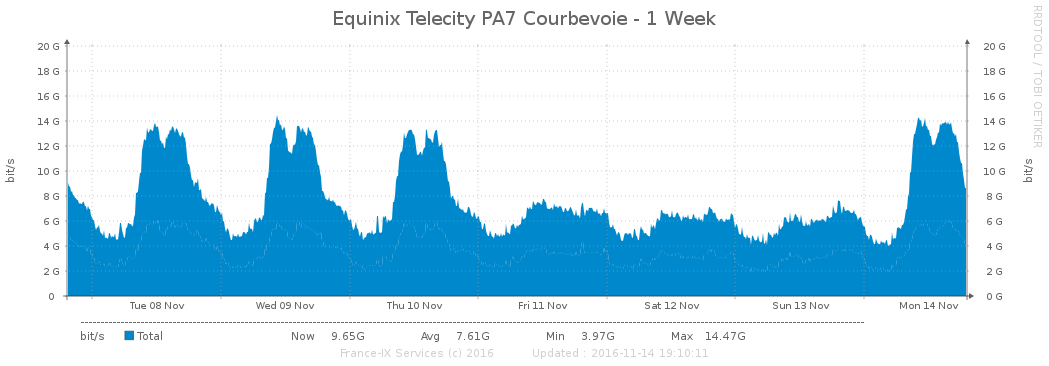 Equinix Telecity PA7 Courbevoie - 1 Week
RRDTOOL / TOBI OETIKER
20 G 20 G
18 G 18 G
16 G 16 G
14 G 14 G
12 G 12 G
10 G 10 G
8 G 8 G
6 G 6 G
4 G 4 G
2 G 2 G
0 0 G
bit/s
bit/s
Tue 08 Nov Wed 09 Nov Thu 10 Nov Fri 11 Nov Sat 12 Nov Sun 13 Nov Mon 14 Nov
bit/s Total Now 9.65G Avg 7.61G Min 3.97G Max 14.47G
France-IX Services (c) 2016 Updated : 2016-11-14 19:10:11